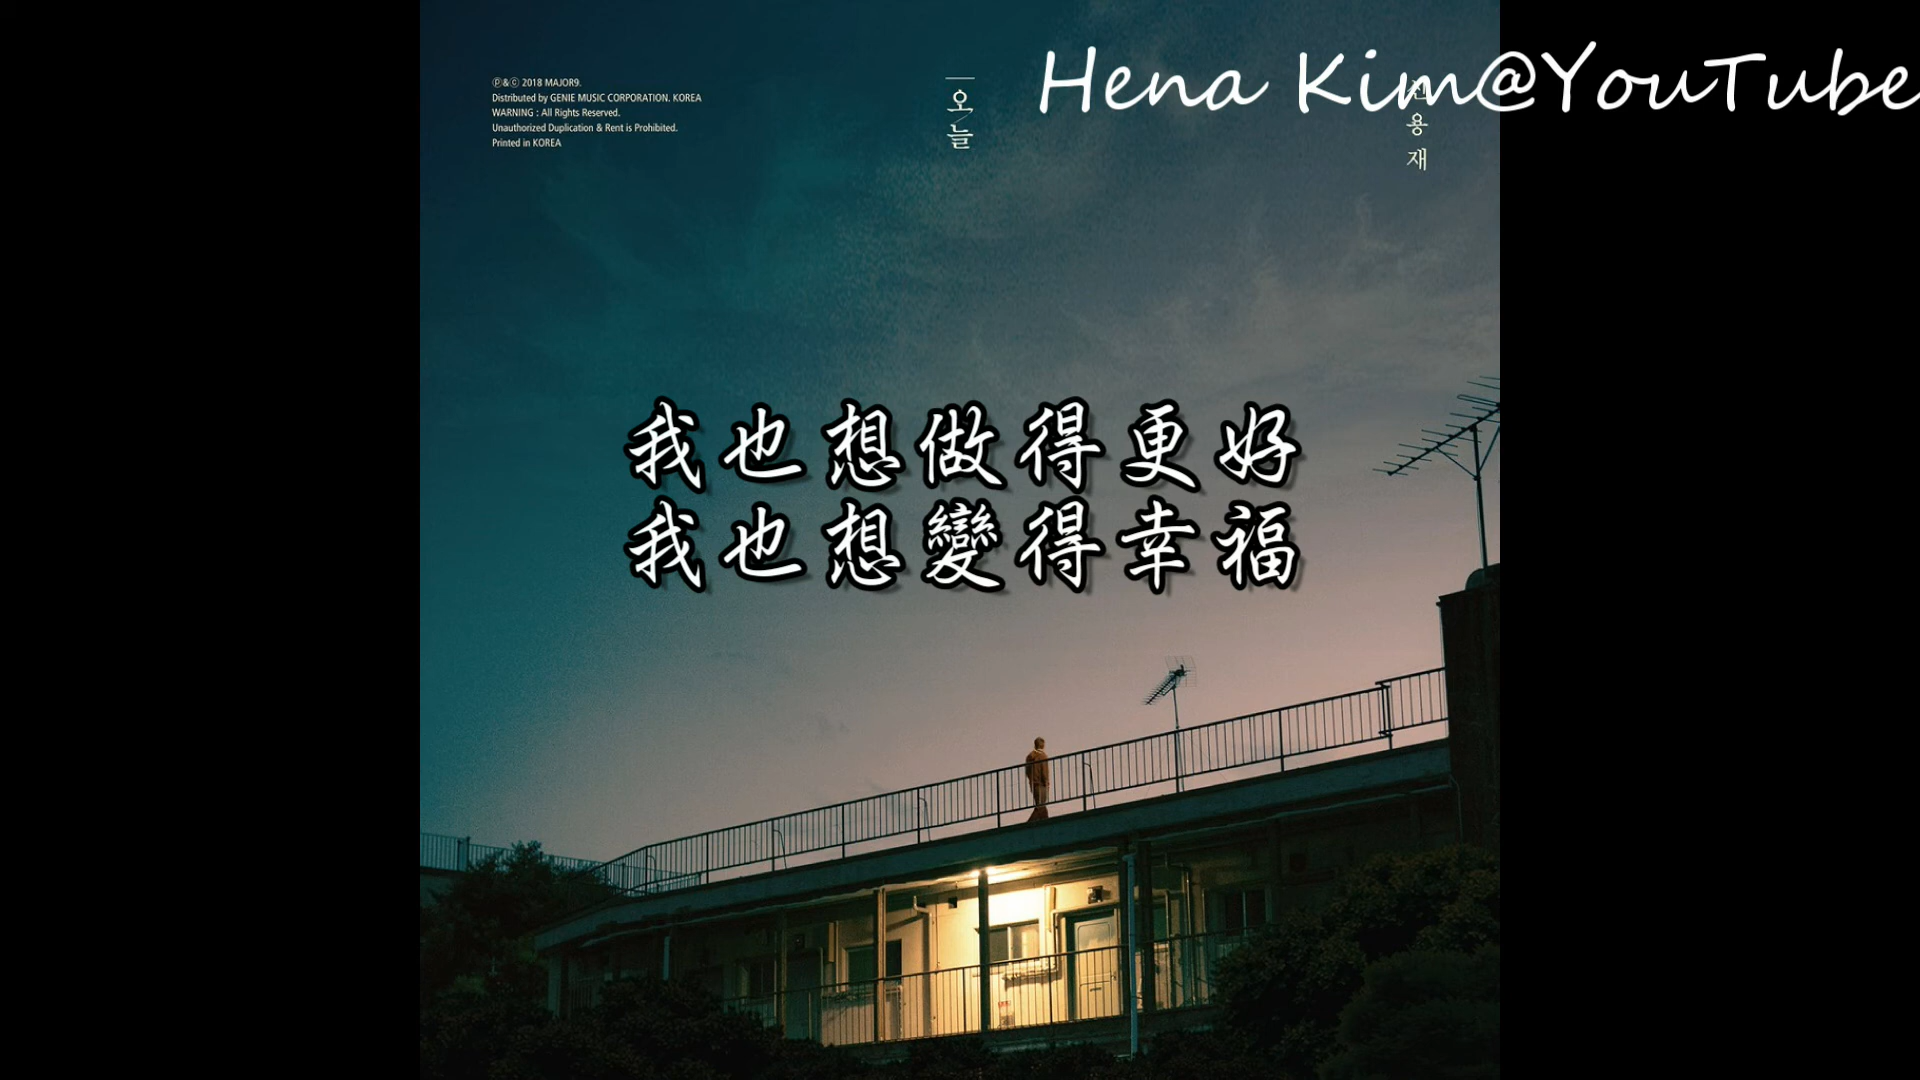 Hena Kim@YouTube
ⓟ&ⓒ 2018 MAJOR9.
Distributed by GENIE MUSIC CORPORATION. KOREA
WARNING : All Rights Reserved.
Unauthorized Duplication & Rent is Prohibited.
Printed in KOREA
오늘
용재
我也想做得更好
我也想變得幸福